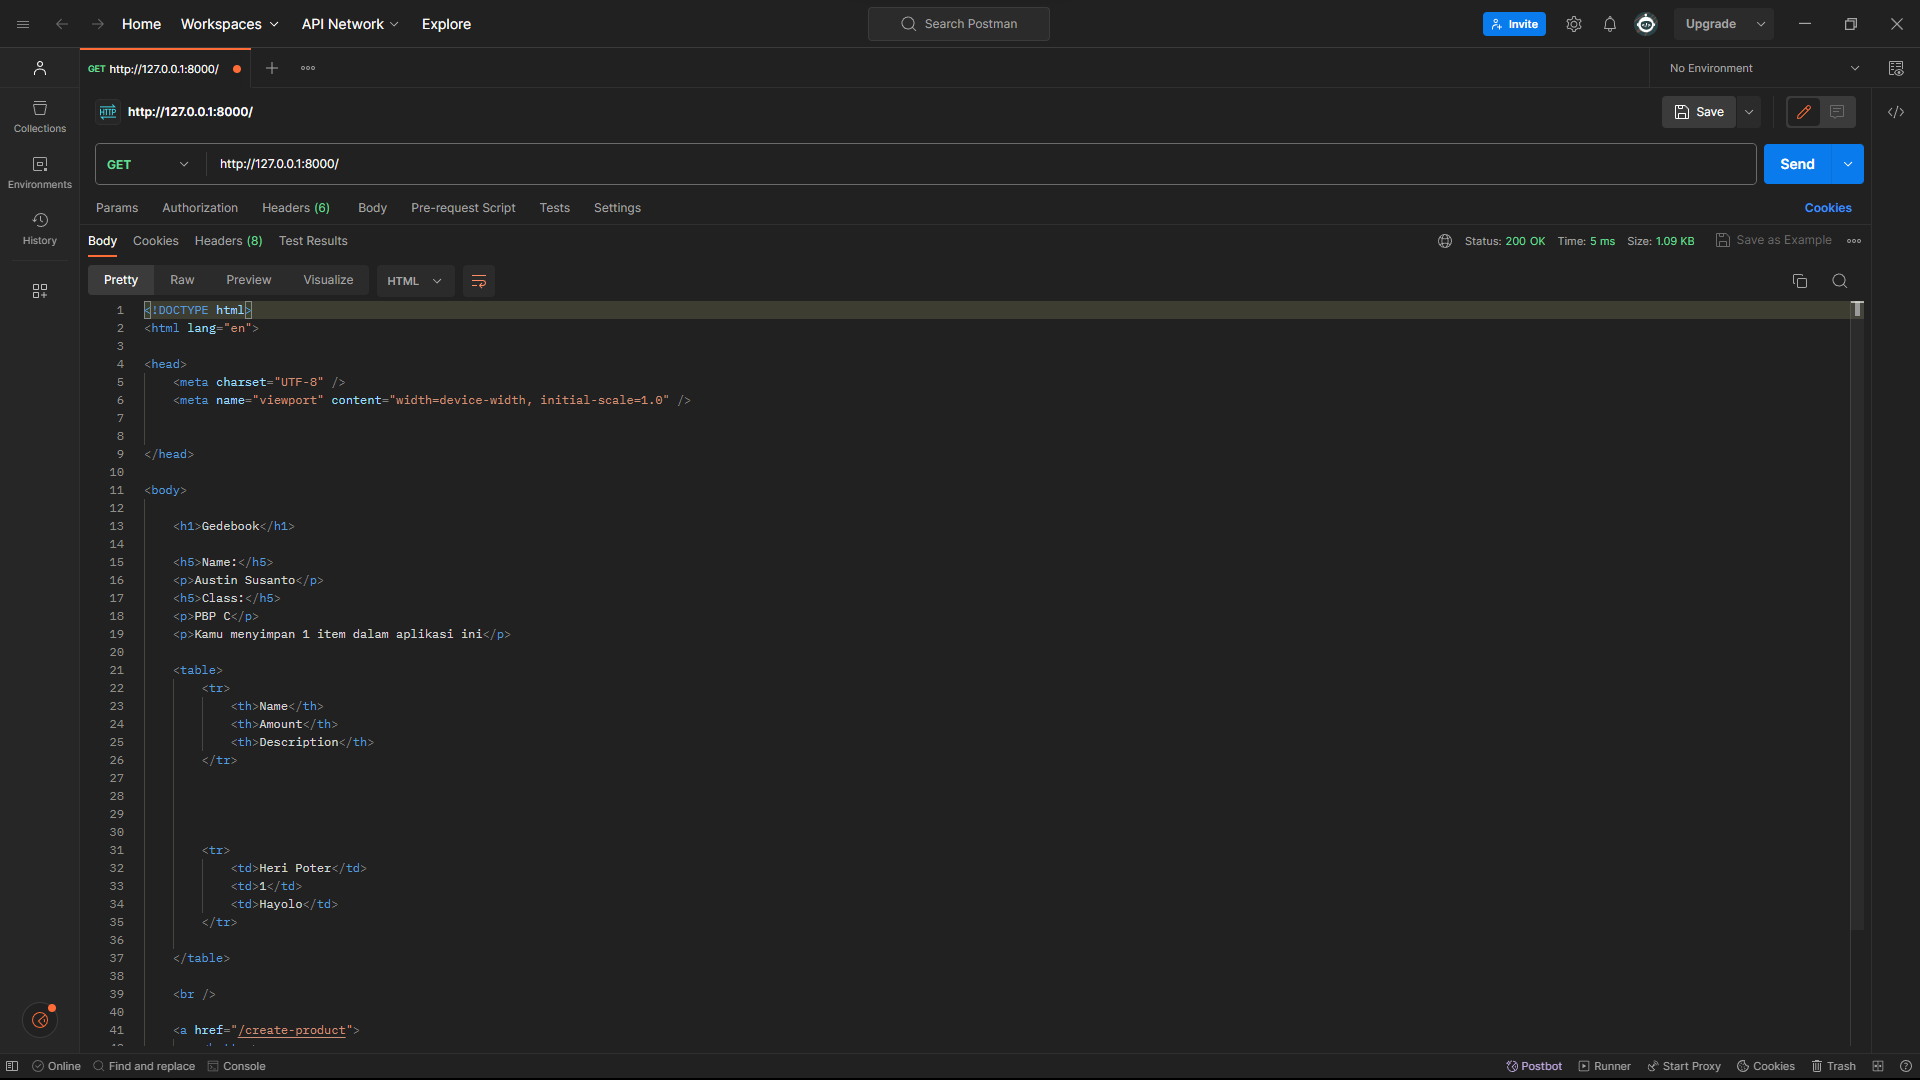 Home Workspaces API Network Explore Search Postman Invite Upgrade
GET http://127.0.0.1:8000/ No Environment
HTTP http://127.0.0.1:8000/ Save
GET http://127.0.0.1:8000/ Send
Params Authorization Headers (6) Body Pre-request Script Tests Settings Cookies
Body Cookies Headers (8) Test Results Status: 200 OK Time: 5 ms Size: 1.09 KB Save as Example
Pretty Raw Preview Visualize HTML
Collections
Environments
History
1 <!DOCTYPE html>
2 <html lang="en">
3
4 <head>
5 <meta charset="UTF-8" />
6 <meta name="viewport" content="width=device-width, initial-scale=1.0" />
7
8
9 </head>
10
11 <body>
12
13 <h1>Gedebook</h1>
14
15 <h5>Name:</h5>
16 <p>Austin Susanto</p>
17 <h5>Class:</h5>
18 <p>PBP C</p>
19 <p>Kamu menyimpan 1 item dalam aplikasi ini</p>
20
21 <table>
22 <tr>
23 <th>Name</th>
24 <th>Amount</th>
25 <th>Description</th>
26 </tr>
27
28
29
30
31 <tr>
32 <td>Heri Poter</td>
33 <td>1</td>
34 <td>Hayolo</td>
35 </tr>
36
37 </table>
38
39 <br />
40
41 <a href="/create-product">
Online Find and replace Console Postbot Runner Start Proxy Cookies Trash